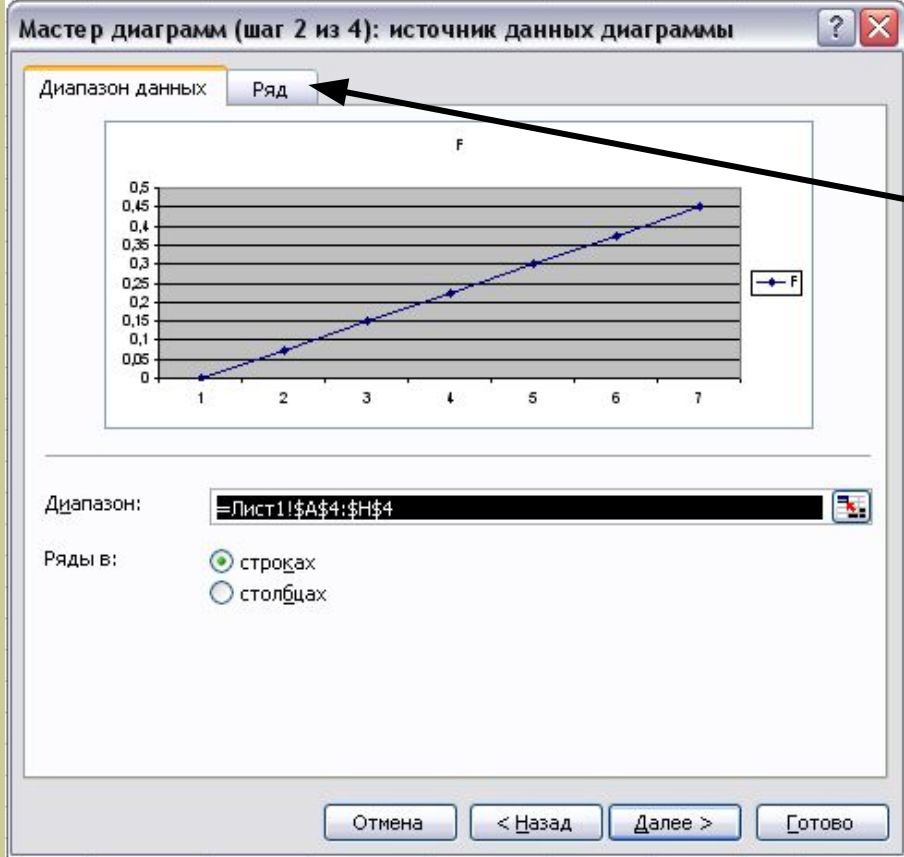 Мастер диаграмм (шаг 2 из 4): источник данных диаграммы
Диапазон данных Ряд
F
0,5
0,45
0,4
0,35
0,3
0,25
0,2
0,15
0,1
0,05
0
F
1 2 3 4 5 6 7
Диапазон: =Лист1!$A$4:$H$4
Ряды в: строках
столбцах
Отмена < Назад Далее > Готово